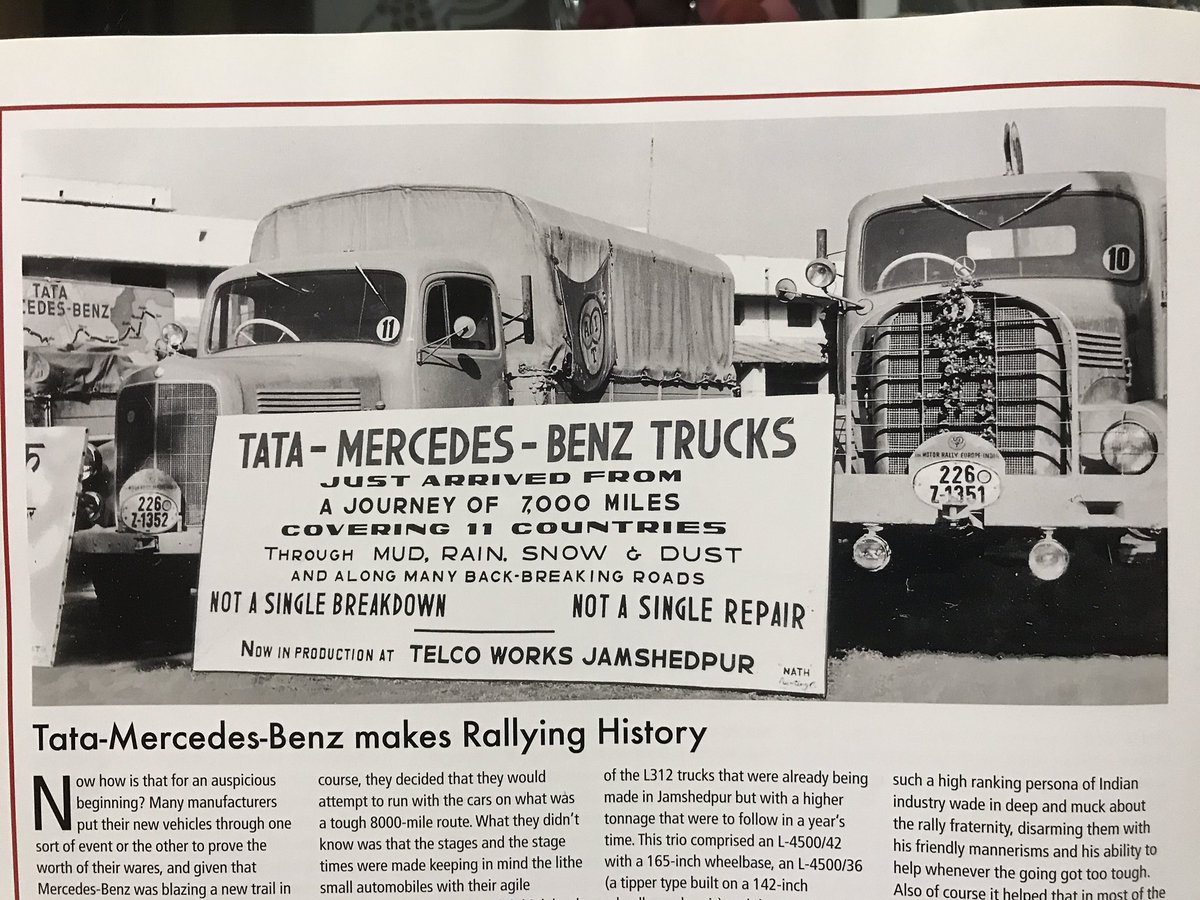 TATA
CEDES-BENZ
11
10
226
Z-1352
MOTOR RALLY EUROPE-INDIA
226
Z-1351
TATA-MERCEDES-BENZ TRUCKS
JUST ARRIVED FROM
A JOURNEY OF 7,000 MILES
COVERING 11 COUNTRIES
THROUGH MUD, RAIN, SNOW & DUST
AND ALONG MANY BACK-BREAKING ROADS
NOT A SINGLE BREAKDOWN NOT A SINGLE REPAIR
NOW IN PRODUCTION AT TELCO WORKS JAMSHEDPUR
NATH
Tata-Mercedes-Benz makes Rallying History
Now how is that for an auspicious
beginning? Many manufacturers
put their new vehicles through one
sort of event or the other to prove the
worth of their wares, and given that
Mercedes-Benz was blazing a new trail in
course, they decided that they would
attempt to run with the cars on what was
a tough 8000-mile route. What they didn't
know was that the stages and the stage
times were made keeping in mind the lithe
small automobiles with their agile
of the L312 trucks that were already being
made in Jamshedpur but with a higher
tonnage that were to follow in a year's
time. This trio comprised an L-4500/42
with a 165-inch wheelbase, an L-4500/36
(a tipper type built on a 142-inch
such a high ranking persona of Indian
industry wade in deep and muck about
the rally fraternity, disarming them with
his friendly mannerisms and his ability to
help whenever the going got too tough.
Also of course it helped that in most of the